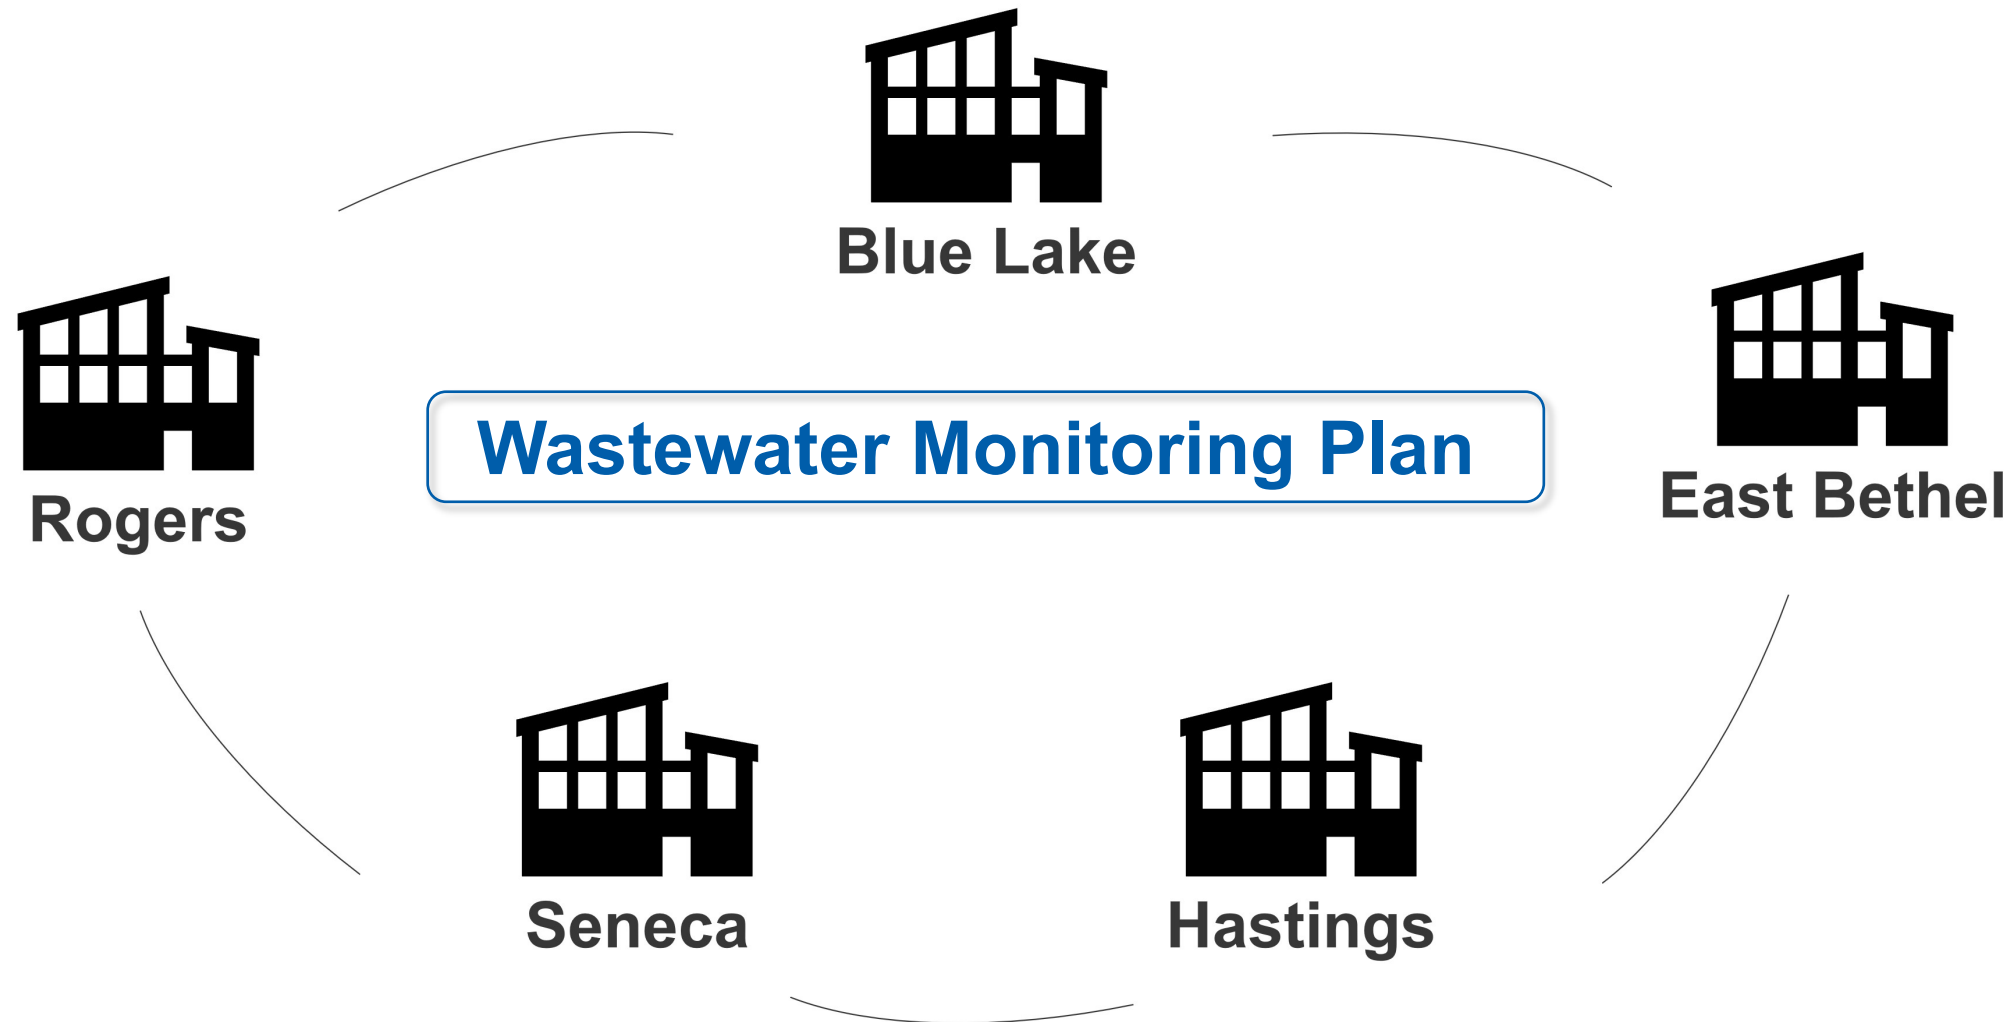 Blue Lake
Wastewater Monitoring Plan
East Bethel
Rogers
Seneca
Hastings